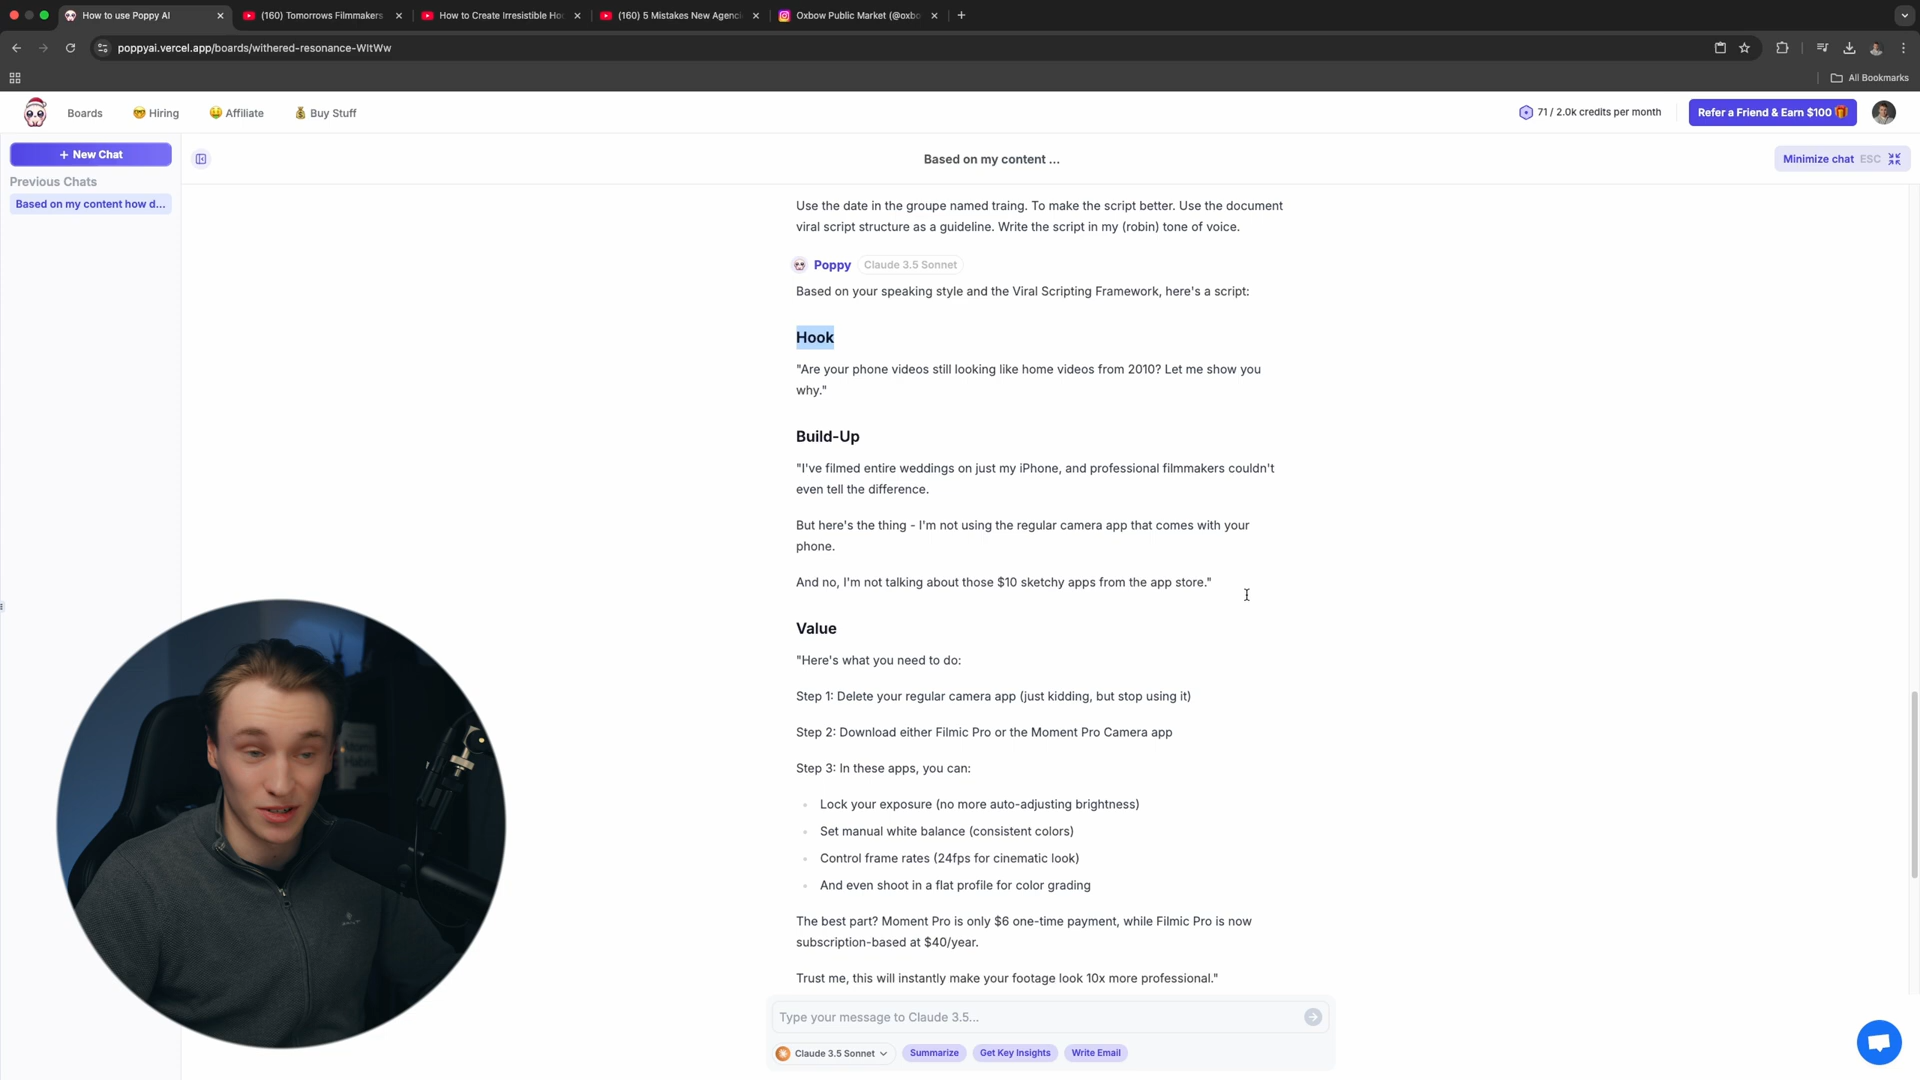 How to use Poppy AI
(160) Tomorrows Filmmakers
How to Create Irresistible Ho
(160) 5 Mistakes New Agenci
Oxbow Public Market (@oxbo
poppyai.vercel.app/boards/withered-resonance-WItWw
All Bookmarks
Boards
Hiring
Affiliate
Buy Stuff
71 / 2.0k credits per month
Refer a Friend & Earn $100
+ New Chat
Previous Chats
Based on my content how d...
Based on my content ...
Minimize chat ESC
Use the date in the groupe named traing. To make the script better. Use the document
viral script structure as a guideline. Write the script in my (robin) tone of voice.
Poppy Claude 3.5 Sonnet
Based on your speaking style and the Viral Scripting Framework, here's a script:
Hook
"Are your phone videos still looking like home videos from 2010? Let me show you
why."
Build-Up
"I've filmed entire weddings on just my iPhone, and professional filmmakers couldn't
even tell the difference.
But here's the thing - I'm not using the regular camera app that comes with your
phone.
And no, I'm not talking about those $10 sketchy apps from the app store."
Value
"Here's what you need to do:
Step 1: Delete your regular camera app (just kidding, but stop using it)
Step 2: Download either Filmic Pro or the Moment Pro Camera app
Step 3: In these apps, you can:
Lock your exposure (no more auto-adjusting brightness)
Set manual white balance (consistent colors)
Control frame rates (24fps for cinematic look)
And even shoot in a flat profile for color grading
The best part? Moment Pro is only $6 one-time payment, while Filmic Pro is now
subscription-based at $40/year.
Trust me, this will instantly make your footage look 10x more professional."
Type your message to Claude 3.5...
Claude 3.5 Sonnet
Summarize
Get Key Insights
Write Email